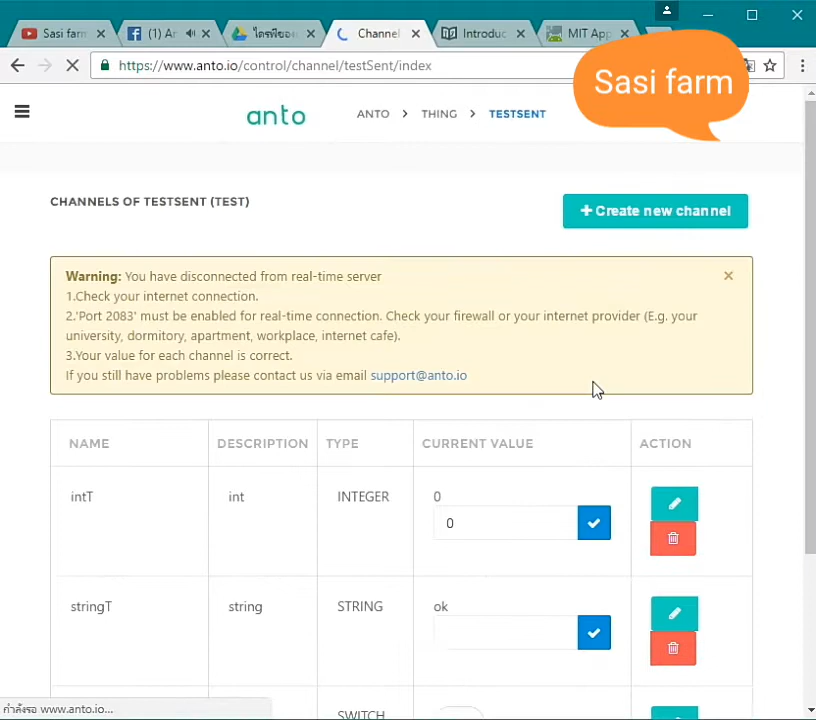 Sasi farm
(1) Ar
ไดรฟ์ของ
Channel
Introduc
MIT App
https://www.anto.io/control/channel/testSent/index
Sasi farm
anto
ANTO > THING > TESTSENT
CHANNELS OF TESTSENT (TEST)
+ Create new channel
Warning: You have disconnected from real-time server
1.Check your internet connection.
2.'Port 2083' must be enabled for real-time connection. Check your firewall or your internet provider (E.g. your
university, dormitory, apartment, workplace, internet cafe).
3.Your value for each channel is correct.
If you still have problems please contact us via email support@anto.io
NAME DESCRIPTION TYPE CURRENT VALUE ACTION
intT int INTEGER 0
0
stringT string STRING ok
SWITCH
กำลังรอ www.anto.io...